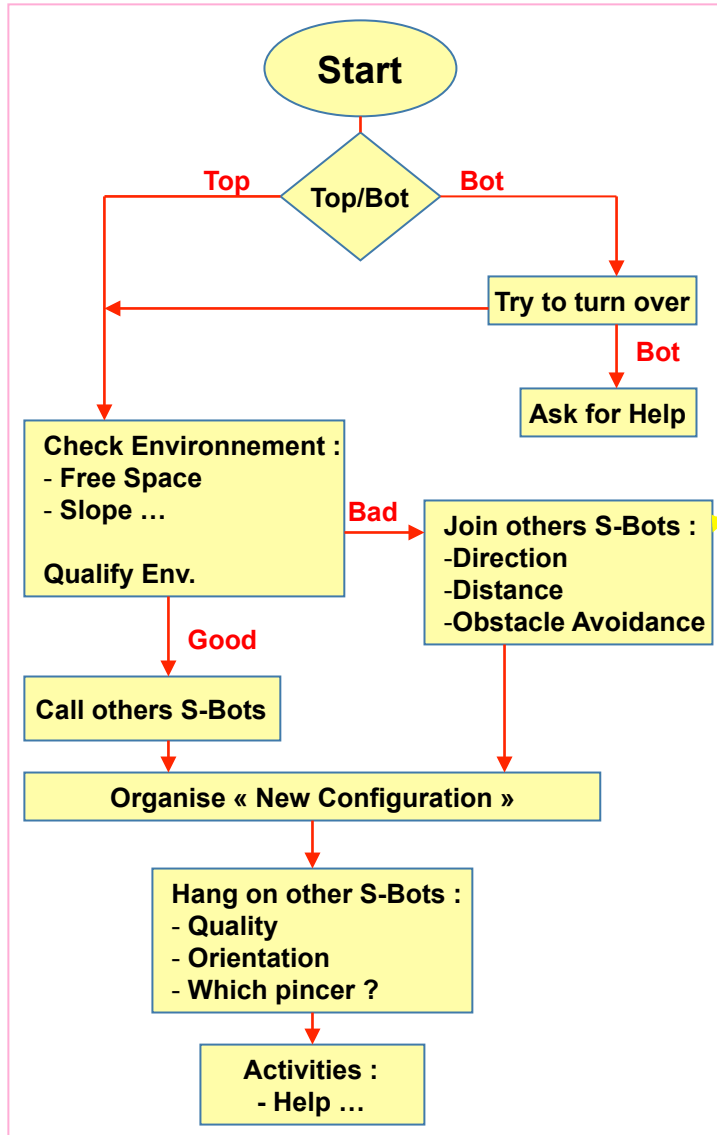 Start
Top/Bot
Top
Bot
Try to turn over
Bot
Ask for Help
Check Environnement :
- Free Space
- Slope ...
Qualify Env.
Bad
Join others S-Bots :
-Direction
-Distance
-Obstacle Avoidance
Good
Call others S-Bots
Organise « New Configuration »
Hang on other S-Bots :
- Quality
- Orientation
- Which pincer ?
Activities :
- Help ...